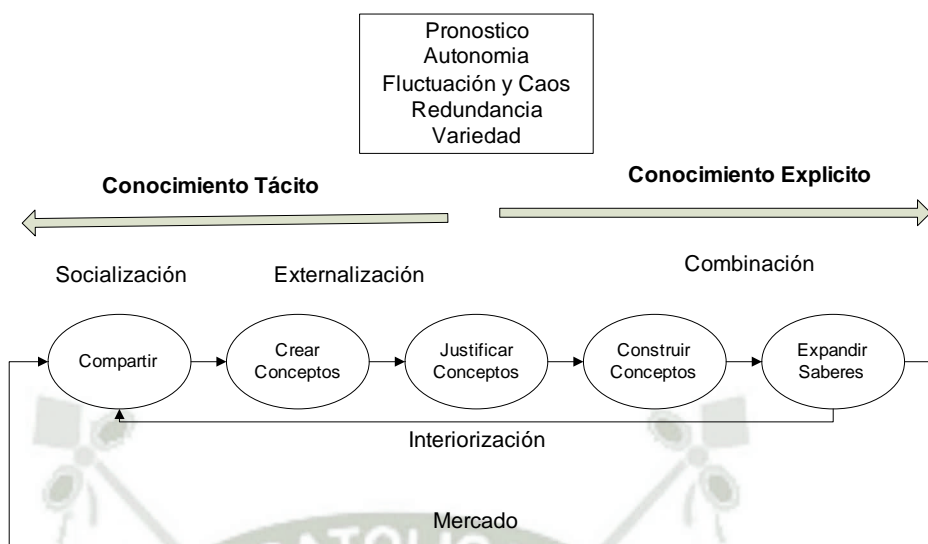 Pronostico
Autonomia
Fluctuación y Caos
Redundancia
Variedad
Conocimiento Tácito
Conocimiento Explicito
Socialización
Externalización
Combinación
Compartir
Crear
Conceptos
Justificar
Conceptos
Construir
Conceptos
Expandir
Saberes
Interiorización
Mercado